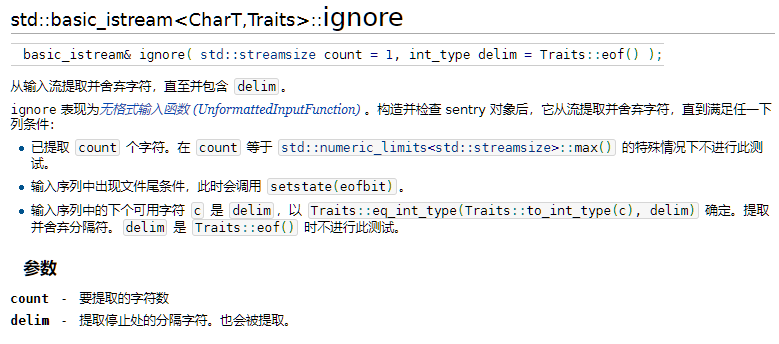 std::basic_istream<CharT,Traits>::ignore
basic_istream& ignore( std::streamsize count = 1, int_type delim = Traits::eof() );
从输入流提取并舍弃字符，直至并包含 delim 。
ignore 表现为无格式输入函数 (UnformattedInputFunction) 。构造并检查 sentry 对象后，它从流提取并舍弃字符，直到满足任一下
列条件：
已提取 count 个字符。在 count 等于 std::numeric_limits<std::streamsize>::max() 的特殊情况下不进行此测
试。
输入序列中出现文件尾条件，此时会调用 setstate(eofbit) 。
输入序列中的下个可用字符 c 是 delim ，以 Traits::eq_int_type(Traits::to_int_type(c), delim) 确定。提取
并舍弃分隔符。 delim 是 Traits::eof() 时不进行此测试。
参数
count - 要提取的字符数
delim - 提取停止处的分隔字符。也会被提取。